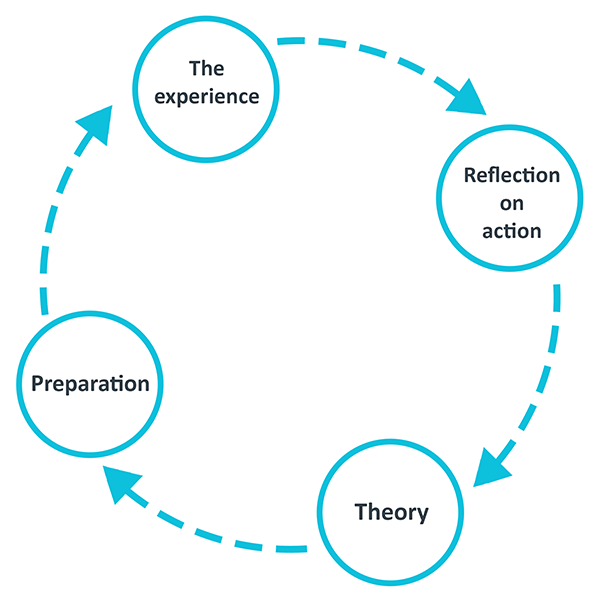 The
experience
Reflection
on
action
Theory
Preparation